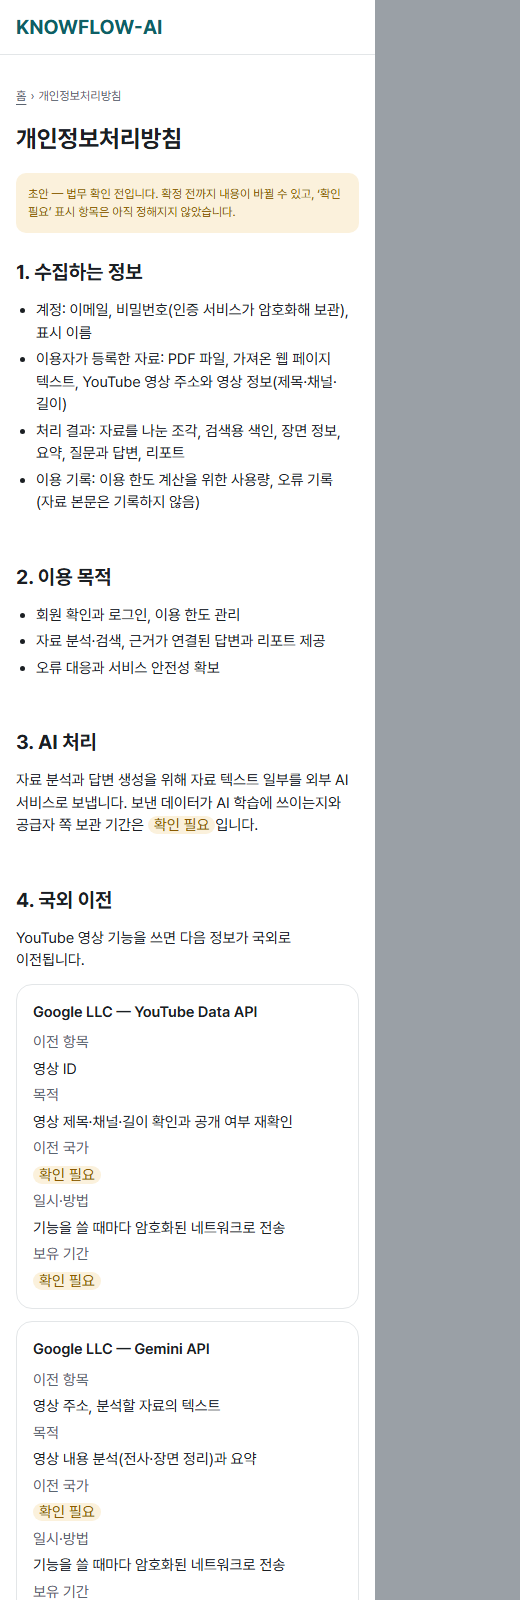 KNOWFLOW-AI
홈 › 개인정보처리방침
개인정보처리방침
초안 — 법무 확인 전입니다. 확정 전까지 내용이 바뀔 수 있고, ‘확인
필요’ 표시 항목은 아직 정해지지 않았습니다.
1. 수집하는 정보
• 계정: 이메일, 비밀번호(인증 서비스가 암호화해 보관),
표시 이름
• 이용자가 등록한 자료: PDF 파일, 가져온 웹 페이지
텍스트, YouTube 영상 주소와 영상 정보(제목·채널·
길이)
• 처리 결과: 자료를 나눈 조각, 검색용 색인, 장면 정보,
요약, 질문과 답변, 리포트
• 이용 기록: 이용 한도 계산을 위한 사용량, 오류 기록
(자료 본문은 기록하지 않음)
2. 이용 목적
• 회원 확인과 로그인, 이용 한도 관리
• 자료 분석·검색, 근거가 연결된 답변과 리포트 제공
• 오류 대응과 서비스 안전성 확보
3. AI 처리
자료 분석과 답변 생성을 위해 자료 텍스트 일부를 외부 AI
서비스로 보냅니다. 보낸 데이터가 AI 학습에 쓰이는지와
공급자 쪽 보관 기간은 확인 필요입니다.
4. 국외 이전
YouTube 영상 기능을 쓰면 다음 정보가 국외로
이전됩니다.
Google LLC — YouTube Data API
이전 항목
영상 ID
목적
영상 제목·채널·길이 확인과 공개 여부 재확인
이전 국가
확인 필요
일시·방법
기능을 쓸 때마다 암호화된 네트워크로 전송
보유 기간
확인 필요
Google LLC — Gemini API
이전 항목
영상 주소, 분석할 자료의 텍스트
목적
영상 내용 분석(전사·장면 정리)과 요약
이전 국가
확인 필요
일시·방법
기능을 쓸 때마다 암호화된 네트워크로 전송
보유 기간